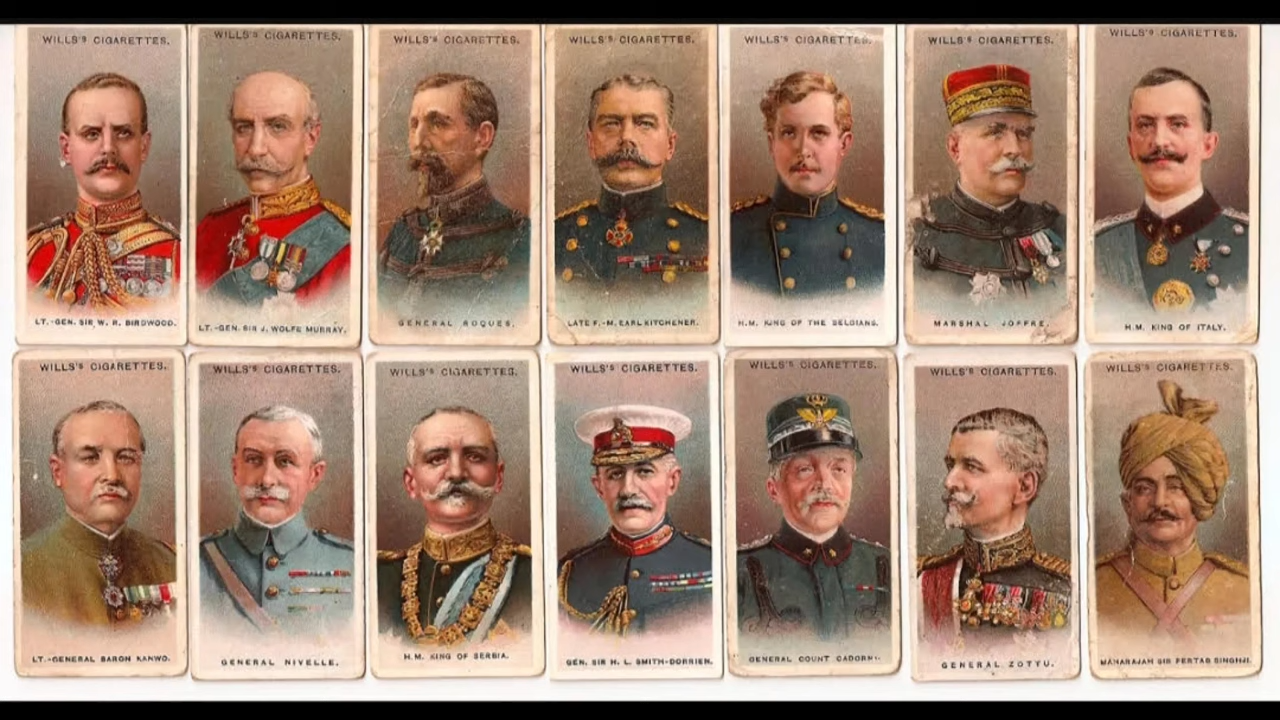 WILLS'S CIGARETTES.
LT.-GEN. SIR W. R. BIRDWOOD.
WILLS'S CIGARETTES.
LT.-GEN. SIR J. WOLFE MURRAY.
WILLS'S CIGARETTES.
GENERAL ROQUES.
WILLS'S CIGARETTES.
LATE F.-M. EARL KITCHENER.
WILLS'S CIGARETTES.
H.M. KING OF THE BELGIANS.
WILLS'S CIGARETTES.
MARSHAL JOFFRE.
WILLS'S CIGARETTES.
H.M. KING OF ITALY.
WILLS'S CIGARETTES.
LT.-GENERAL BARON KANWO.
WILLS'S CIGARETTES.
GENERAL NIVELLE.
WILLS'S CIGARETTES.
H.M. KING OF SERBIA.
WILLS'S CIGARETTES.
GEN. SIR H. L. SMITH-DORRIEN.
WILLS'S CIGARETTES.
GENERAL COUNT CADORNA.
WILLS'S CIGARETTES.
GENERAL ZOTTU.
WILLS'S CIGARETTES.
MAHARAJAH SIR PERTAB SINGHJI.